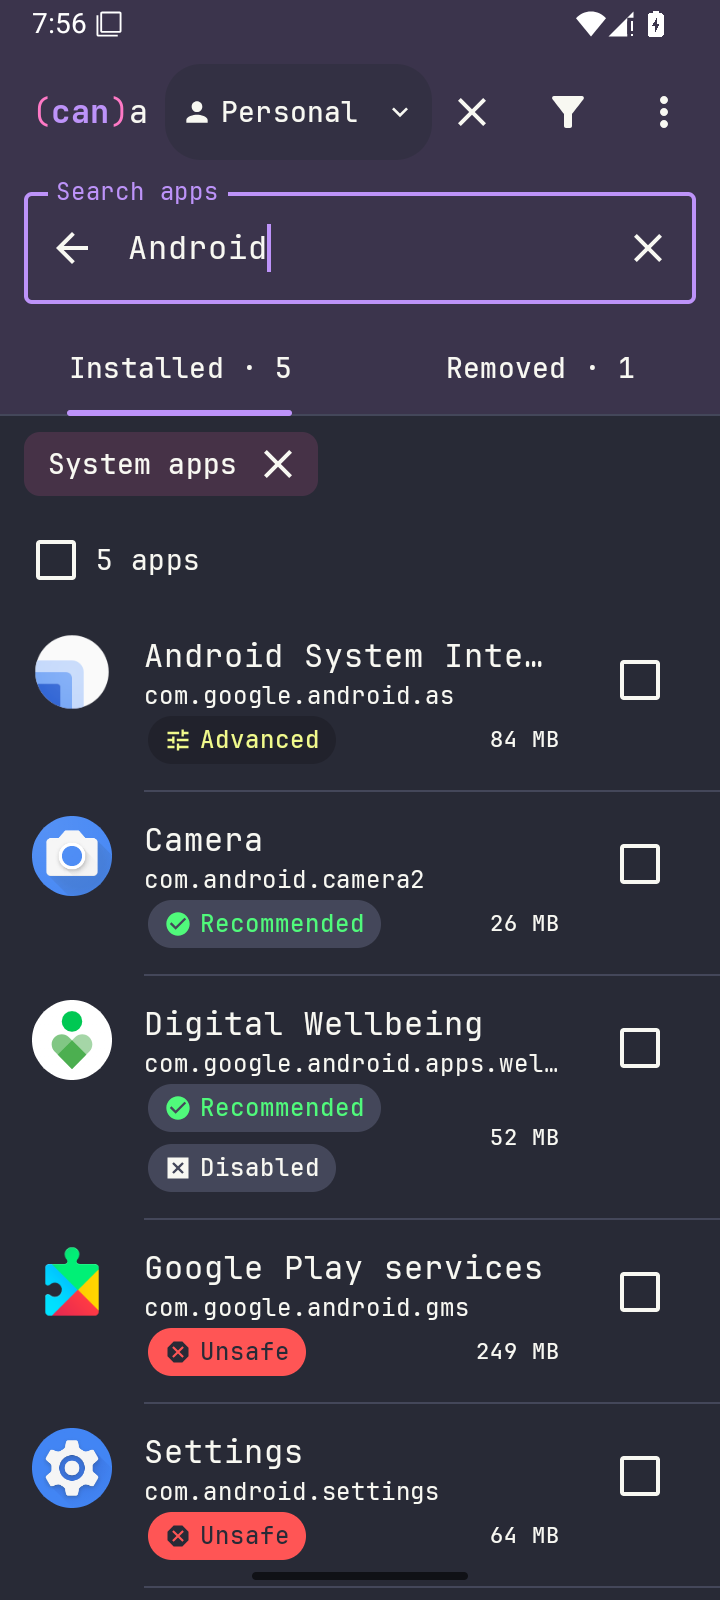 7:56
(can)a
Personal
Search apps
Android
Installed · 5
Removed · 1
System apps
5 apps
Android System Inte…
com.google.android.as
Advanced
84 MB
Camera
com.android.camera2
Recommended
26 MB
Digital Wellbeing
com.google.android.apps.wel…
Recommended
52 MB
Disabled
Google Play services
com.google.android.gms
Unsafe
249 MB
Settings
com.android.settings
Unsafe
64 MB